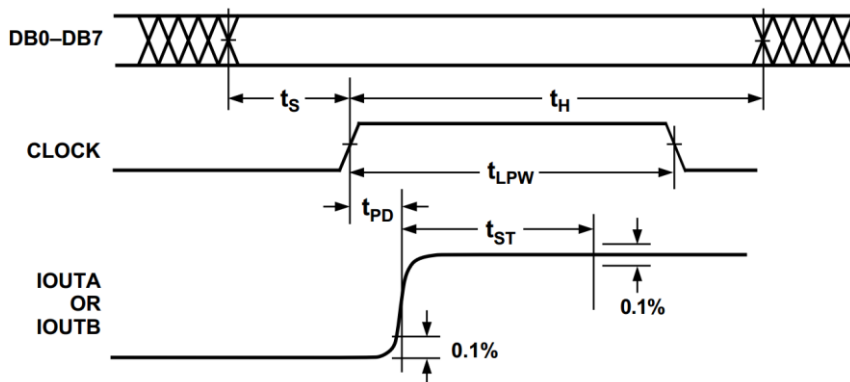 DB0–DB7
tS
tH
CLOCK
tLPW
tPD
tST
IOUTA
OR
IOUTB
0.1%
0.1%